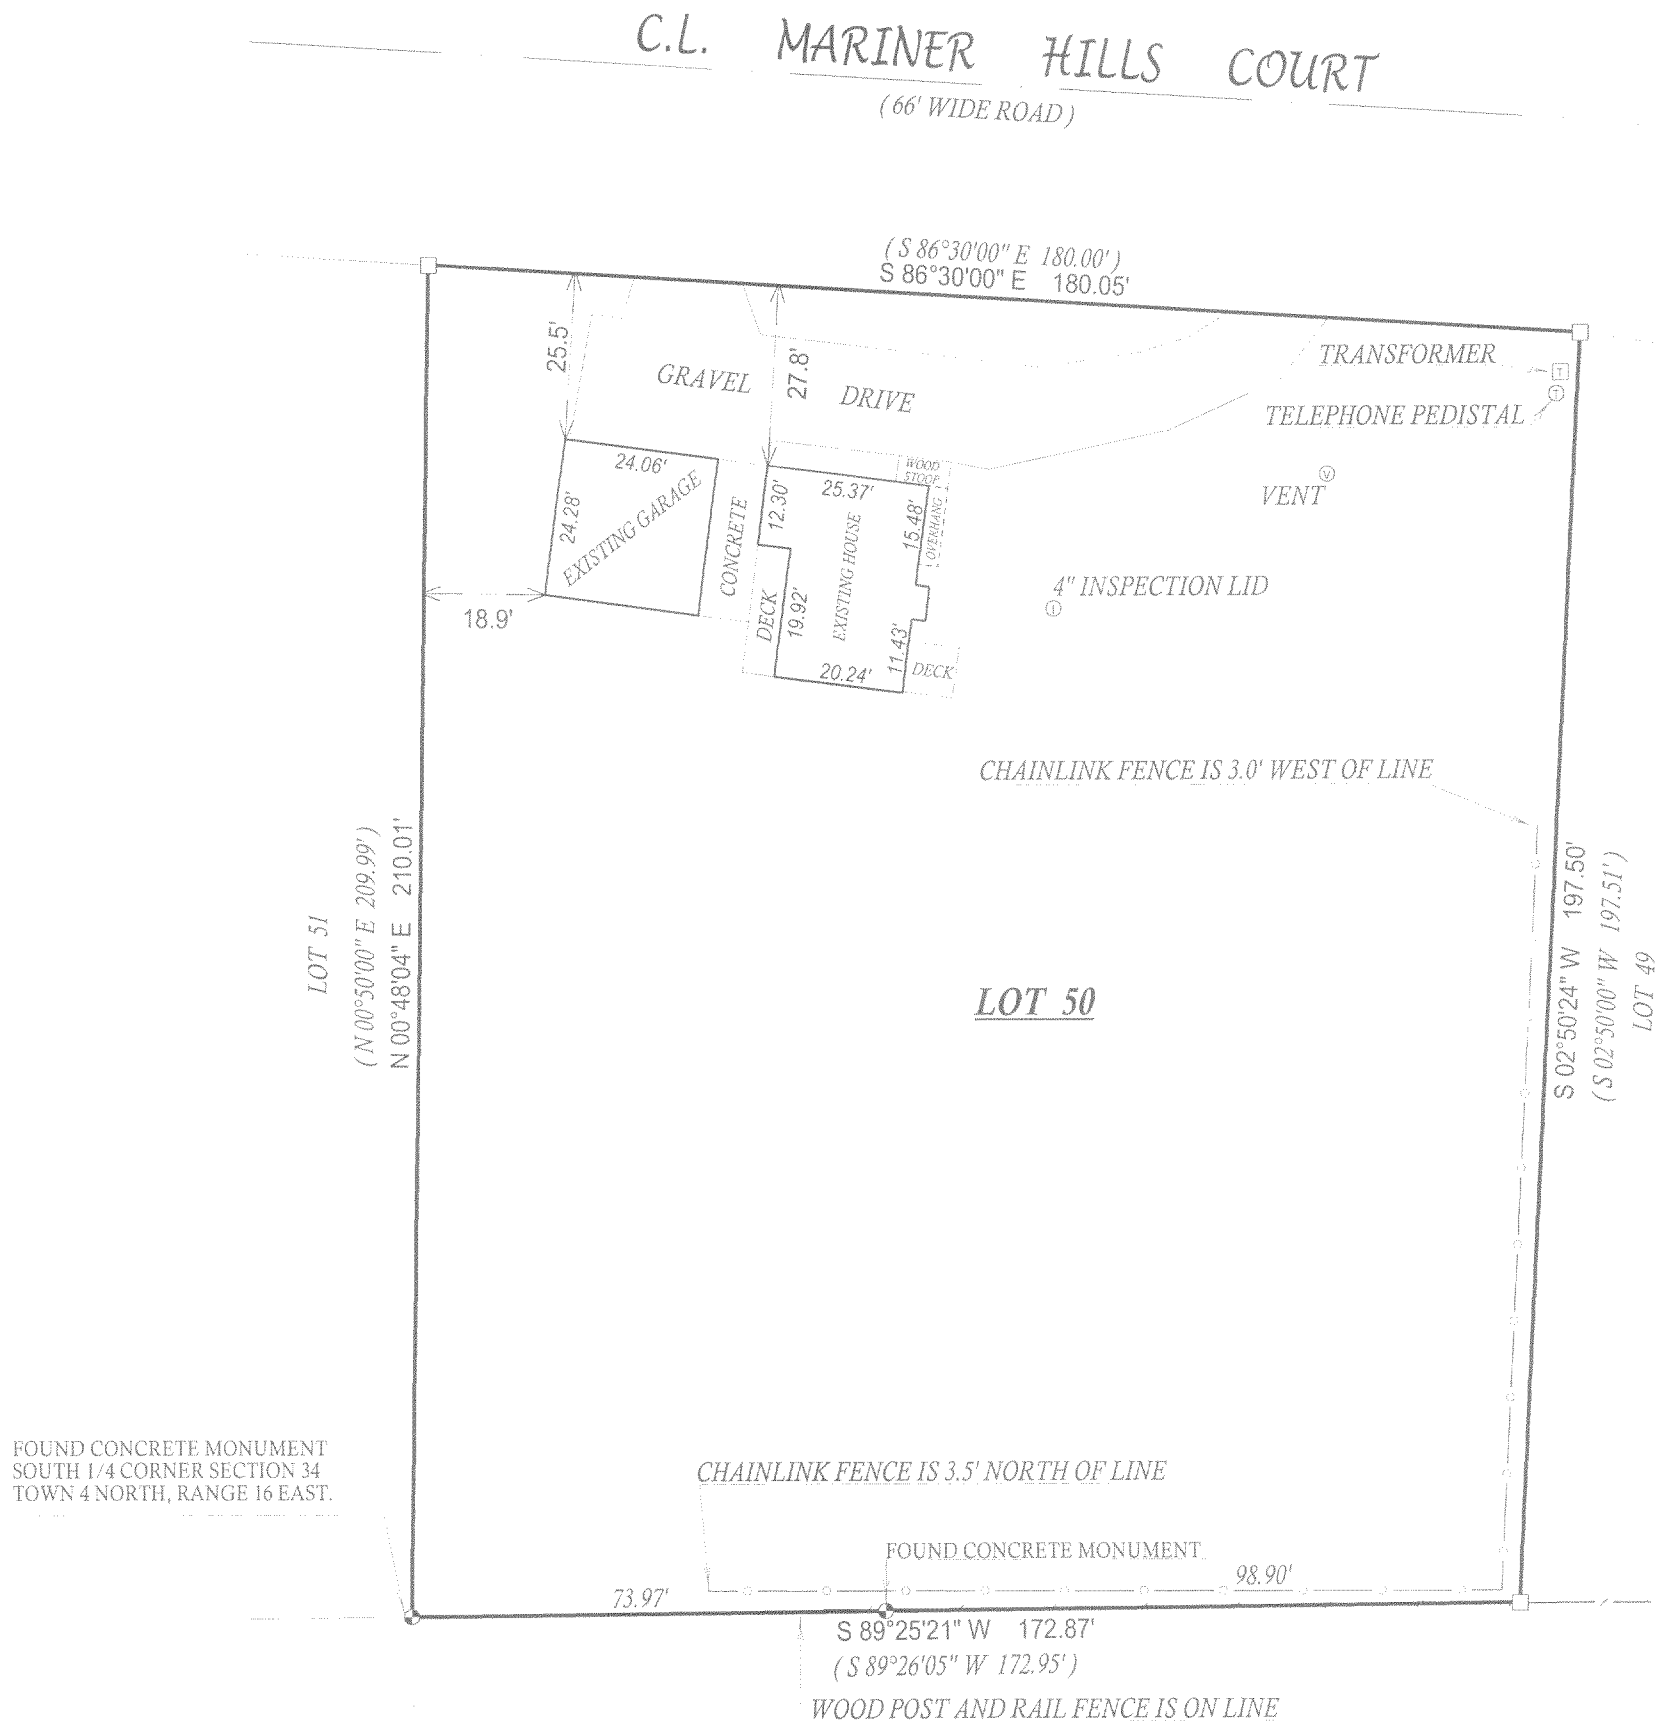 C.L. MARINER HILLS COURT
( 66' WIDE ROAD )
( S 86°30'00" E 180.00' )
S 86°30'00" E 180.05'
25.5'
27.8'
GRAVEL DRIVE
TRANSFORMER
T
TELEPHONE PEDISTAL
T
VENT
V
24.06'
24.28'
EXISTING GARAGE
CONCRETE
12.30'
25.37'
WOOD
STOOP
15.48'
OVERHANG
EXISTING HOUSE
DECK
19.92'
20.24'
11.43'
DECK
18.9'
4" INSPECTION LID
I
CHAINLINK FENCE IS 3.0' WEST OF LINE
LOT 51
( N 00°50'00" E 209.99' )
N 00°48'04" E 210.01'
LOT 50
S 02°50'24" W 197.50'
( S 02°50'00" W 197.51' )
LOT 49
FOUND CONCRETE MONUMENT
SOUTH 1/4 CORNER SECTION 34
TOWN 4 NORTH, RANGE 16 EAST.
CHAINLINK FENCE IS 3.5' NORTH OF LINE
FOUND CONCRETE MONUMENT
73.97'
98.90'
S 89°25'21" W 172.87'
( S 89°26'05" W 172.95' )
WOOD POST AND RAIL FENCE IS ON LINE